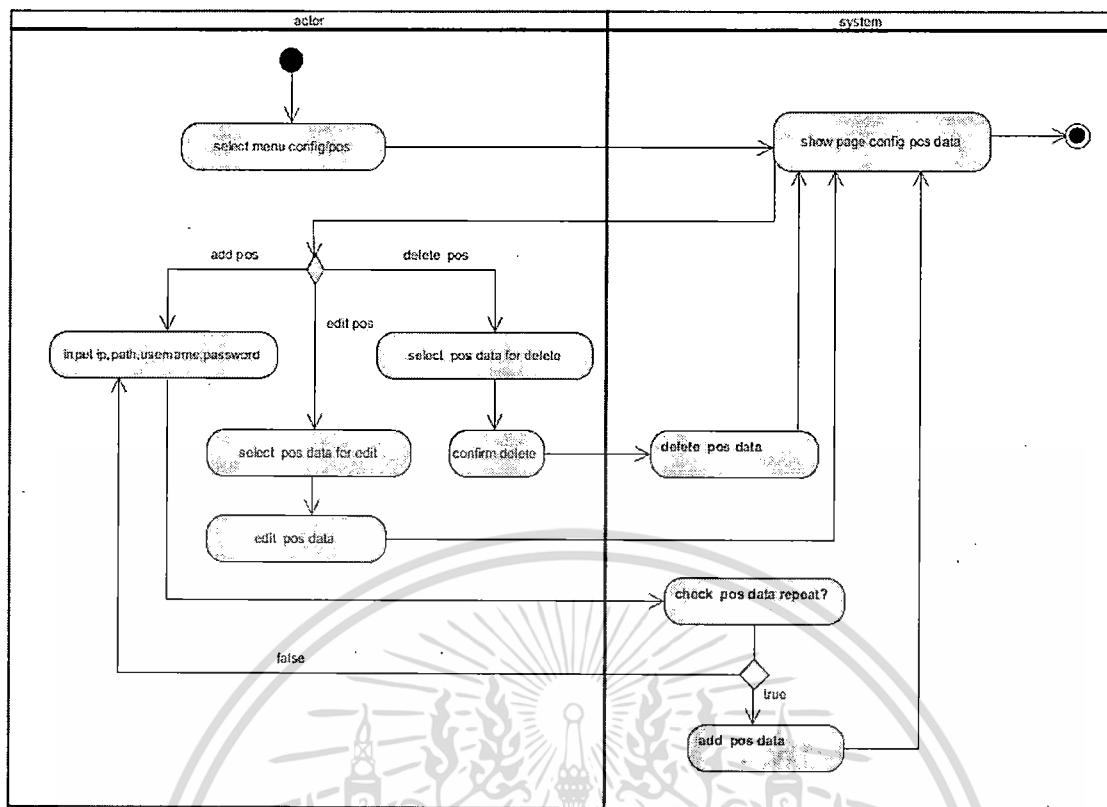 actor
system
select menu config/pos
show page config pos data
add pos
delete pos
edit pos
input ip,path,username,password
select pos data for delete
select pos data for edit
confirm delete
delete pos data
edit pos data
check pos data repeat?
false
true
add pos data